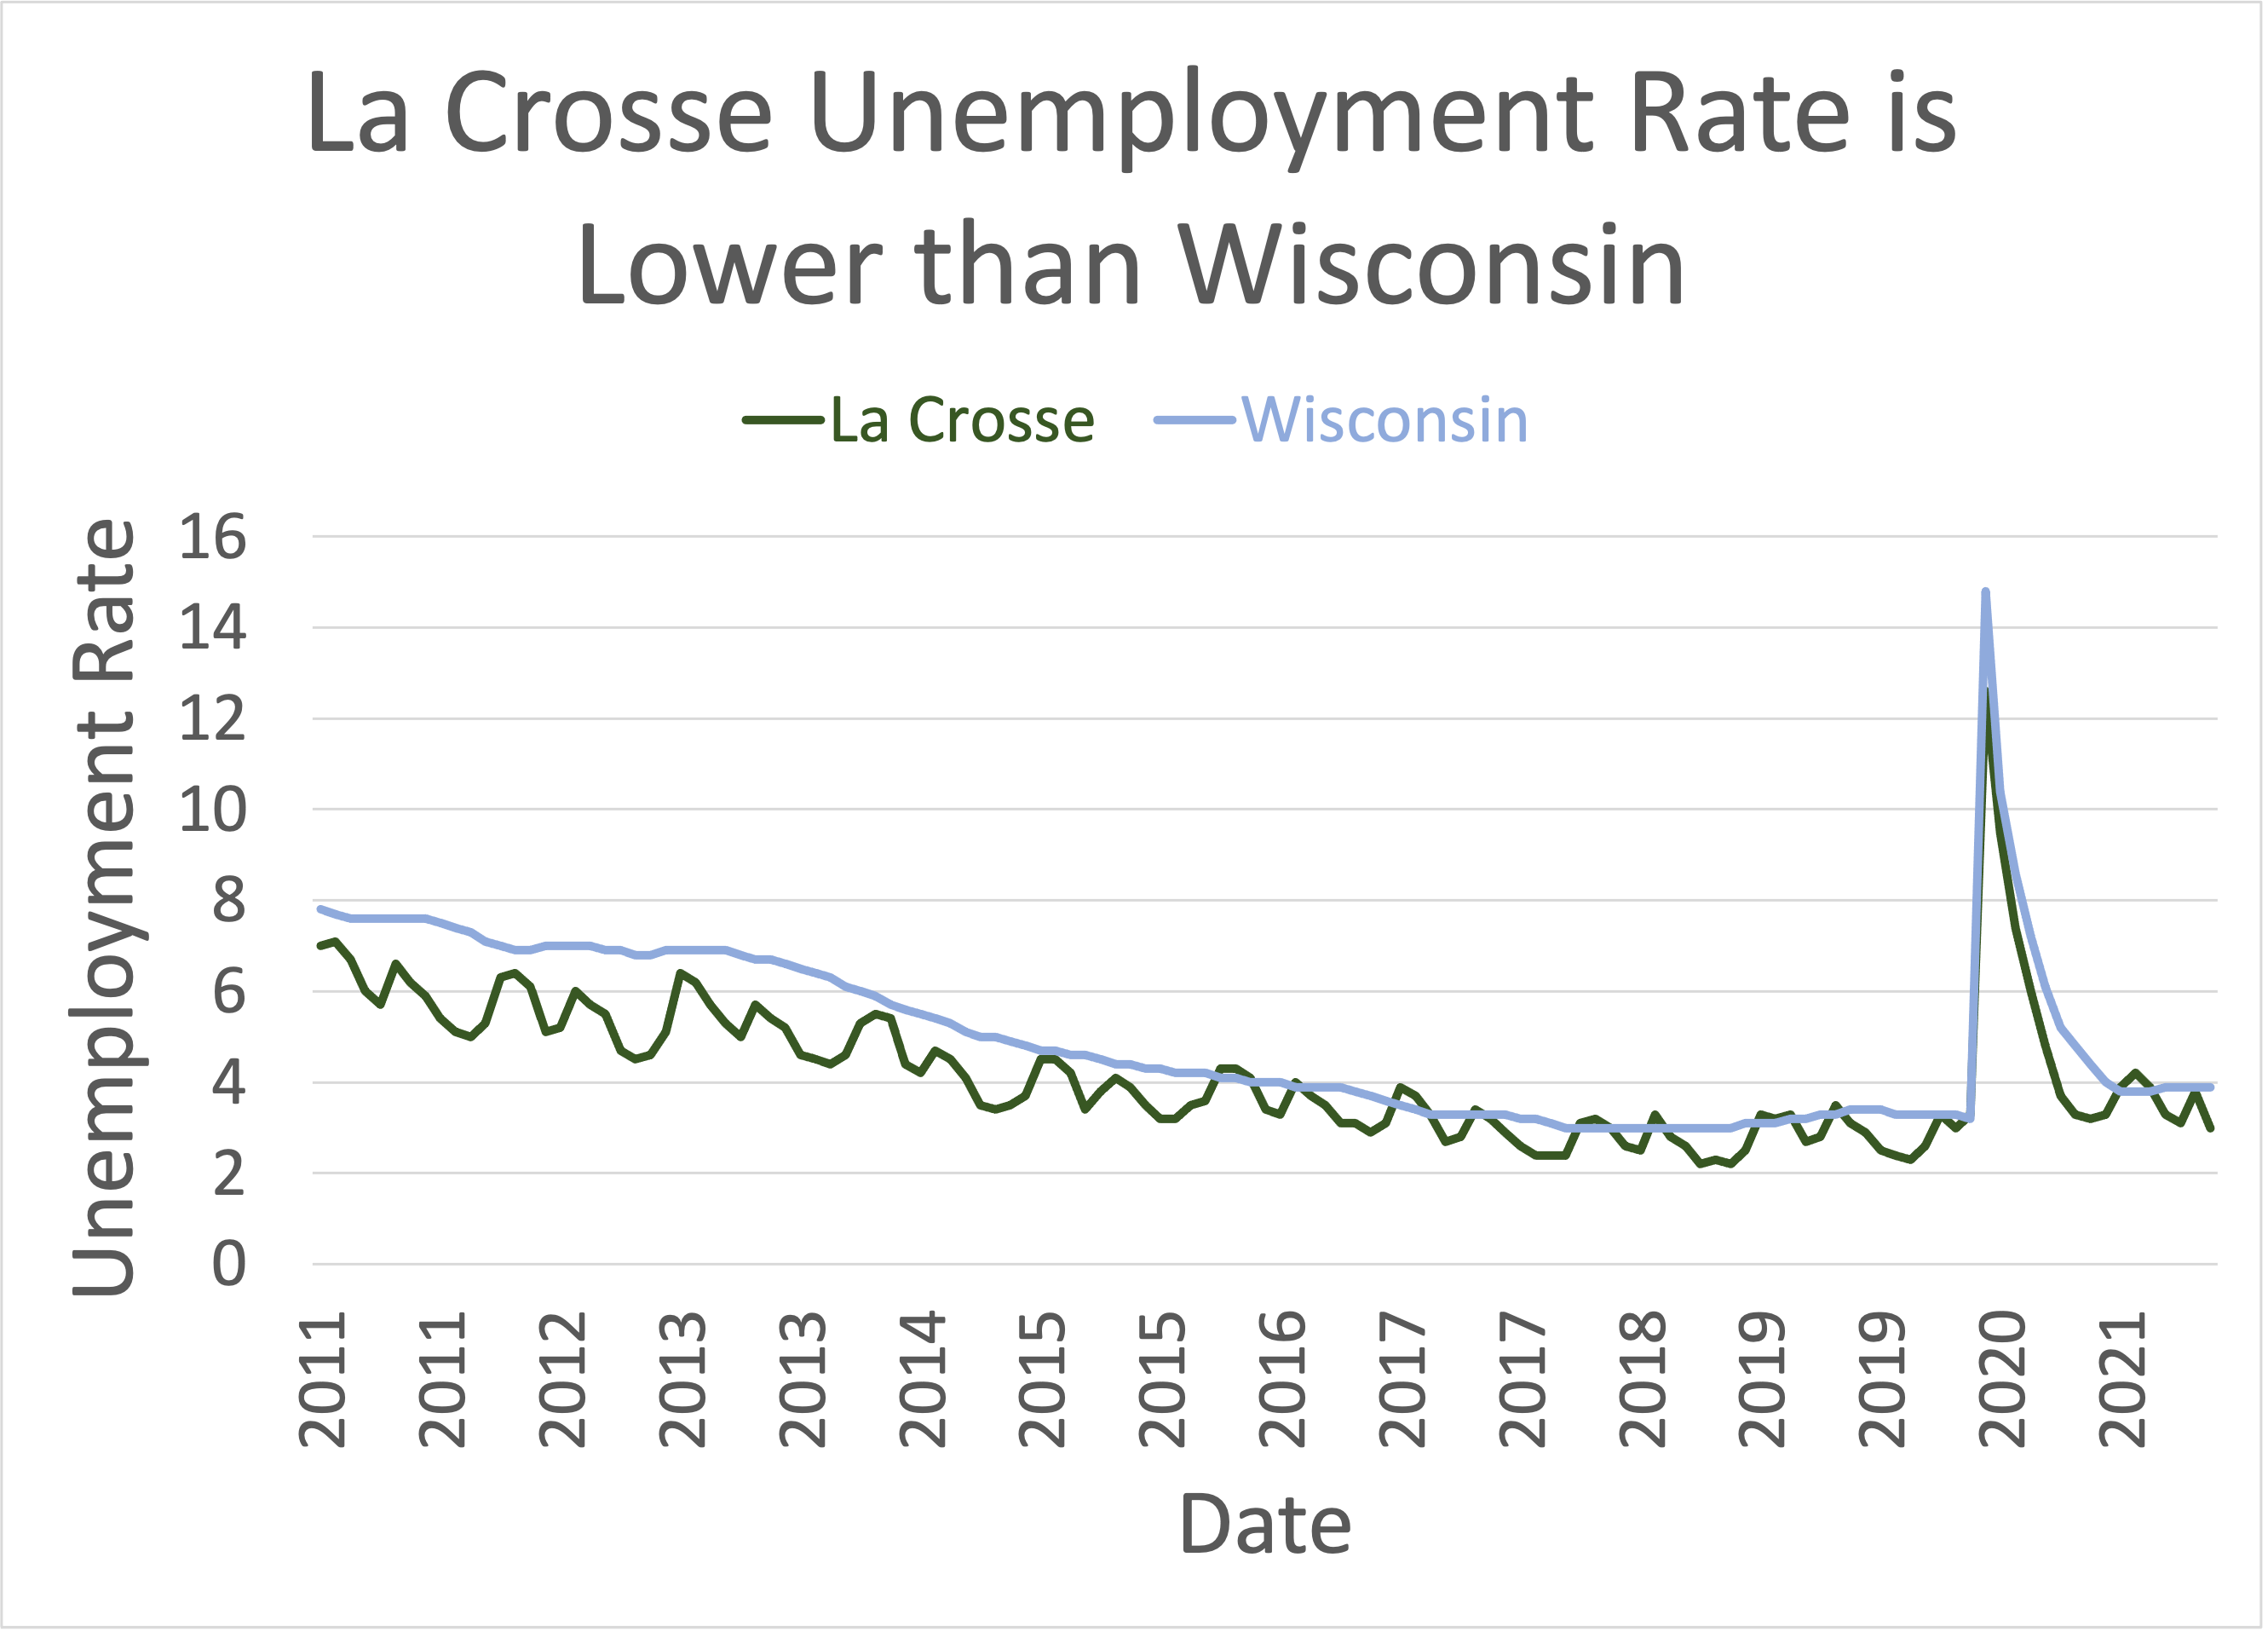 La Crosse Unemployment Rate is
Lower than Wisconsin
La Crosse Wisconsin
Unemployment Rate
16
14
12
10
8
6
4
2
0
2011 2011 2012 2013 2013 2014 2015 2015 2016 2017 2017 2018 2019 2019 2020 2021
Date